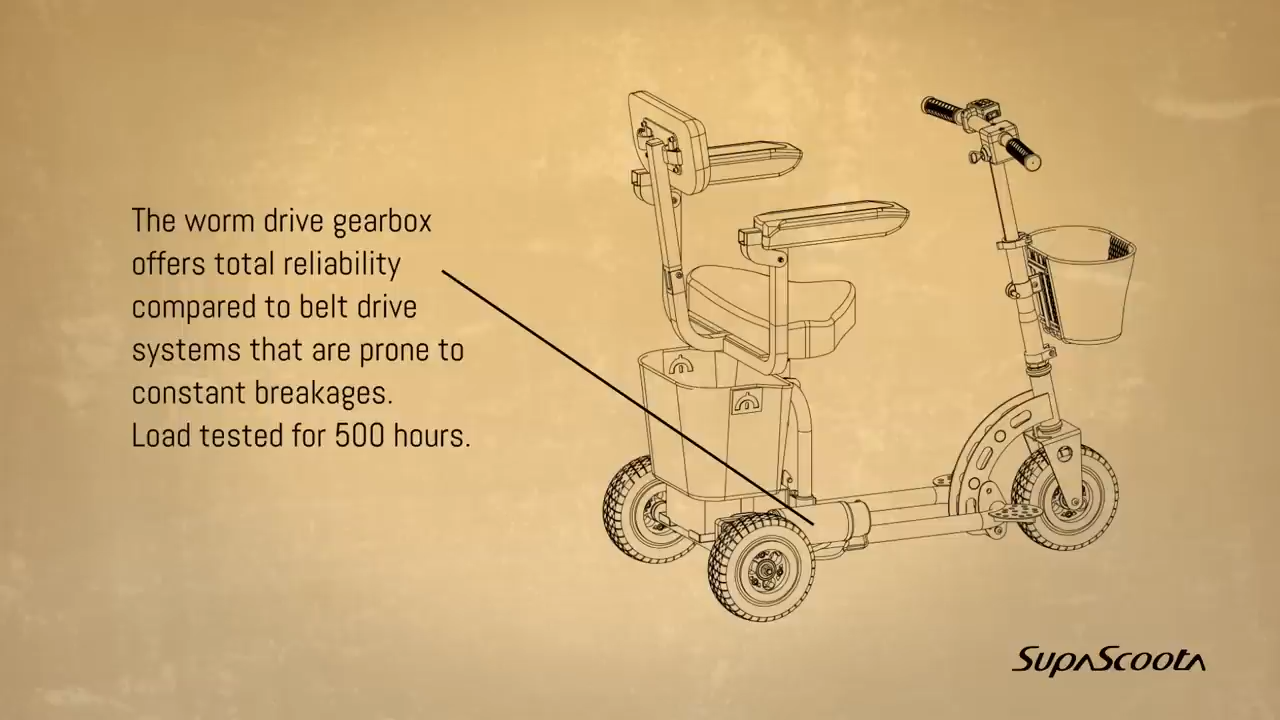 The worm drive gearbox
offers total reliability
compared to belt drive
systems that are prone to
constant breakages.
Load tested for 500 hours.
SupaScoota